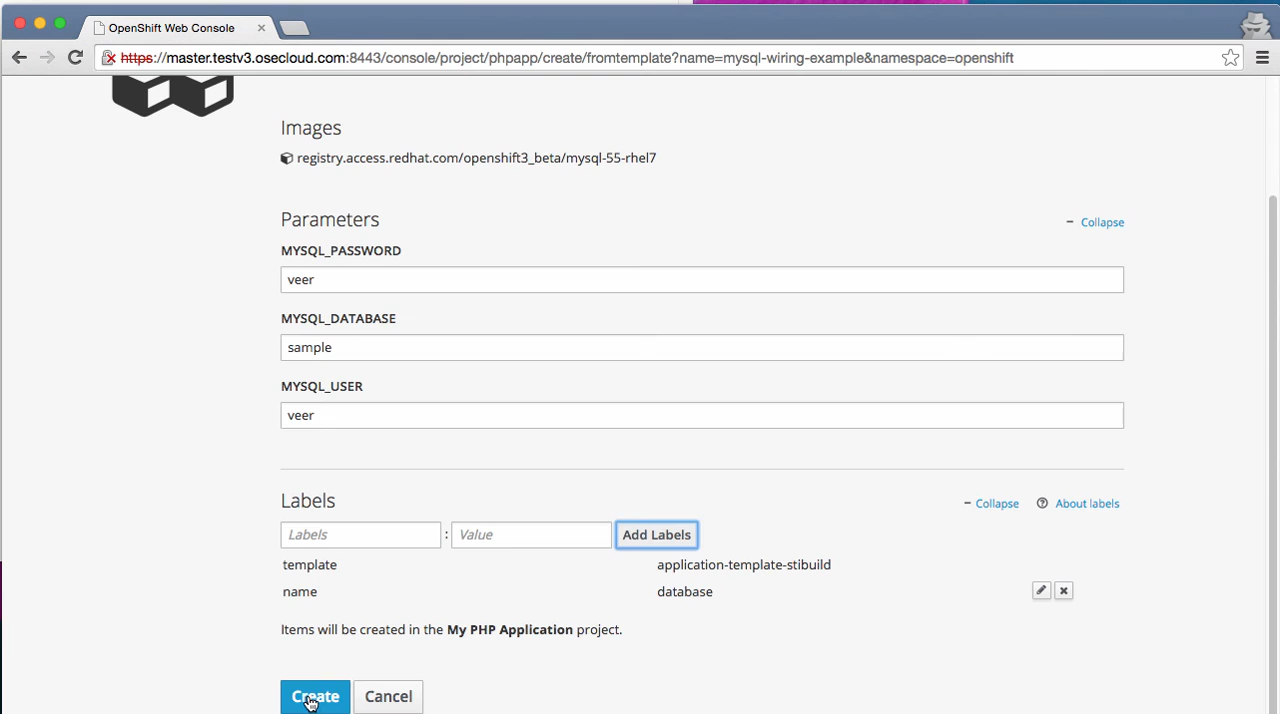 OpenShift Web Console
https://master.testv3.osecloud.com:8443/console/project/phpapp/create/fromtemplate?name=mysql-wiring-example&namespace=openshift
Images
registry.access.redhat.com/openshift3_beta/mysql-55-rhel7
Parameters
Collapse
MYSQL_PASSWORD
veer
MYSQL_DATABASE
sample
MYSQL_USER
veer
Labels
Collapse
About labels
Labels : Value Add Labels
template application-template-stibuild
name database
Items will be created in the My PHP Application project.
Create Cancel